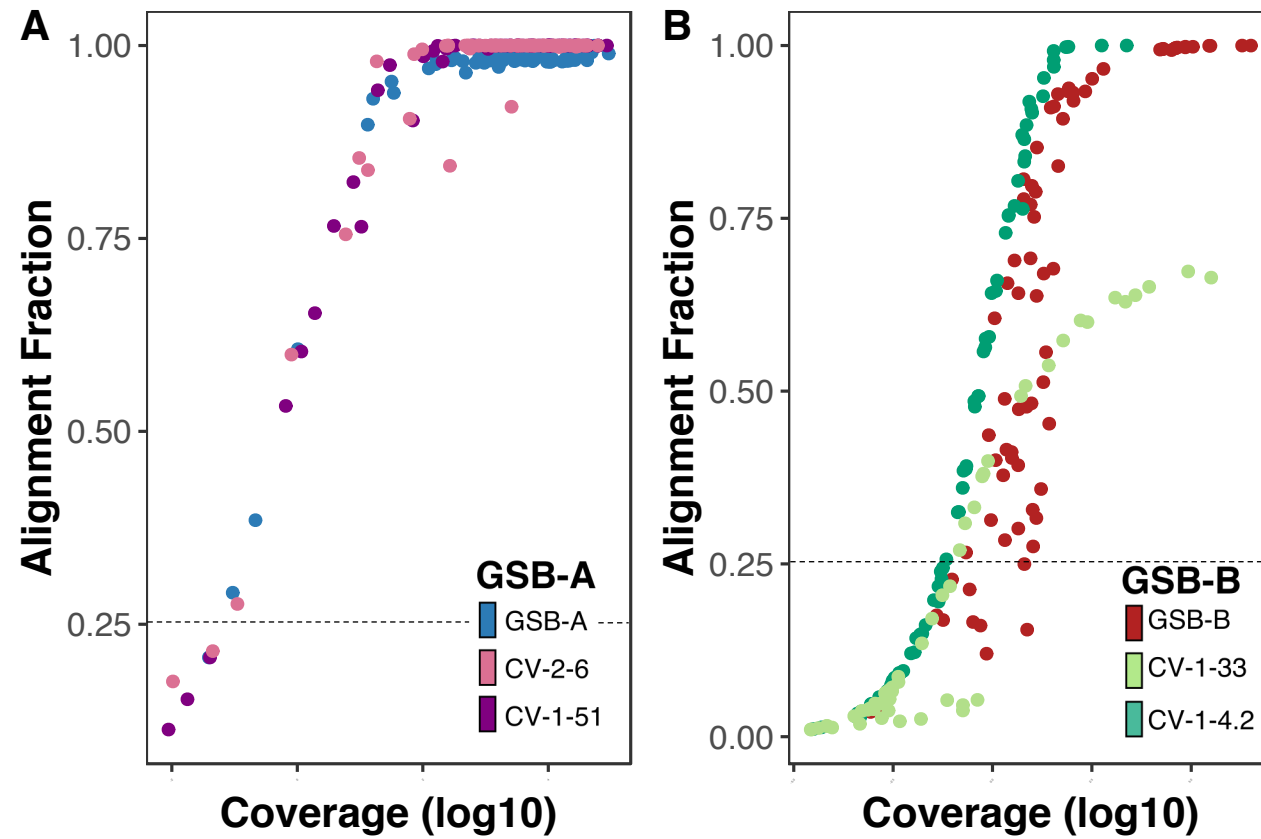 A
Alignment Fraction
1.00
0.75
0.50
0.25
GSB-A
GSB-A
CV-2-6
CV-1-51
Coverage (log10)
B
Alignment Fraction
1.00
0.75
0.50
0.25
0.00
GSB-B
GSB-B
CV-1-33
CV-1-4.2
Coverage (log10)